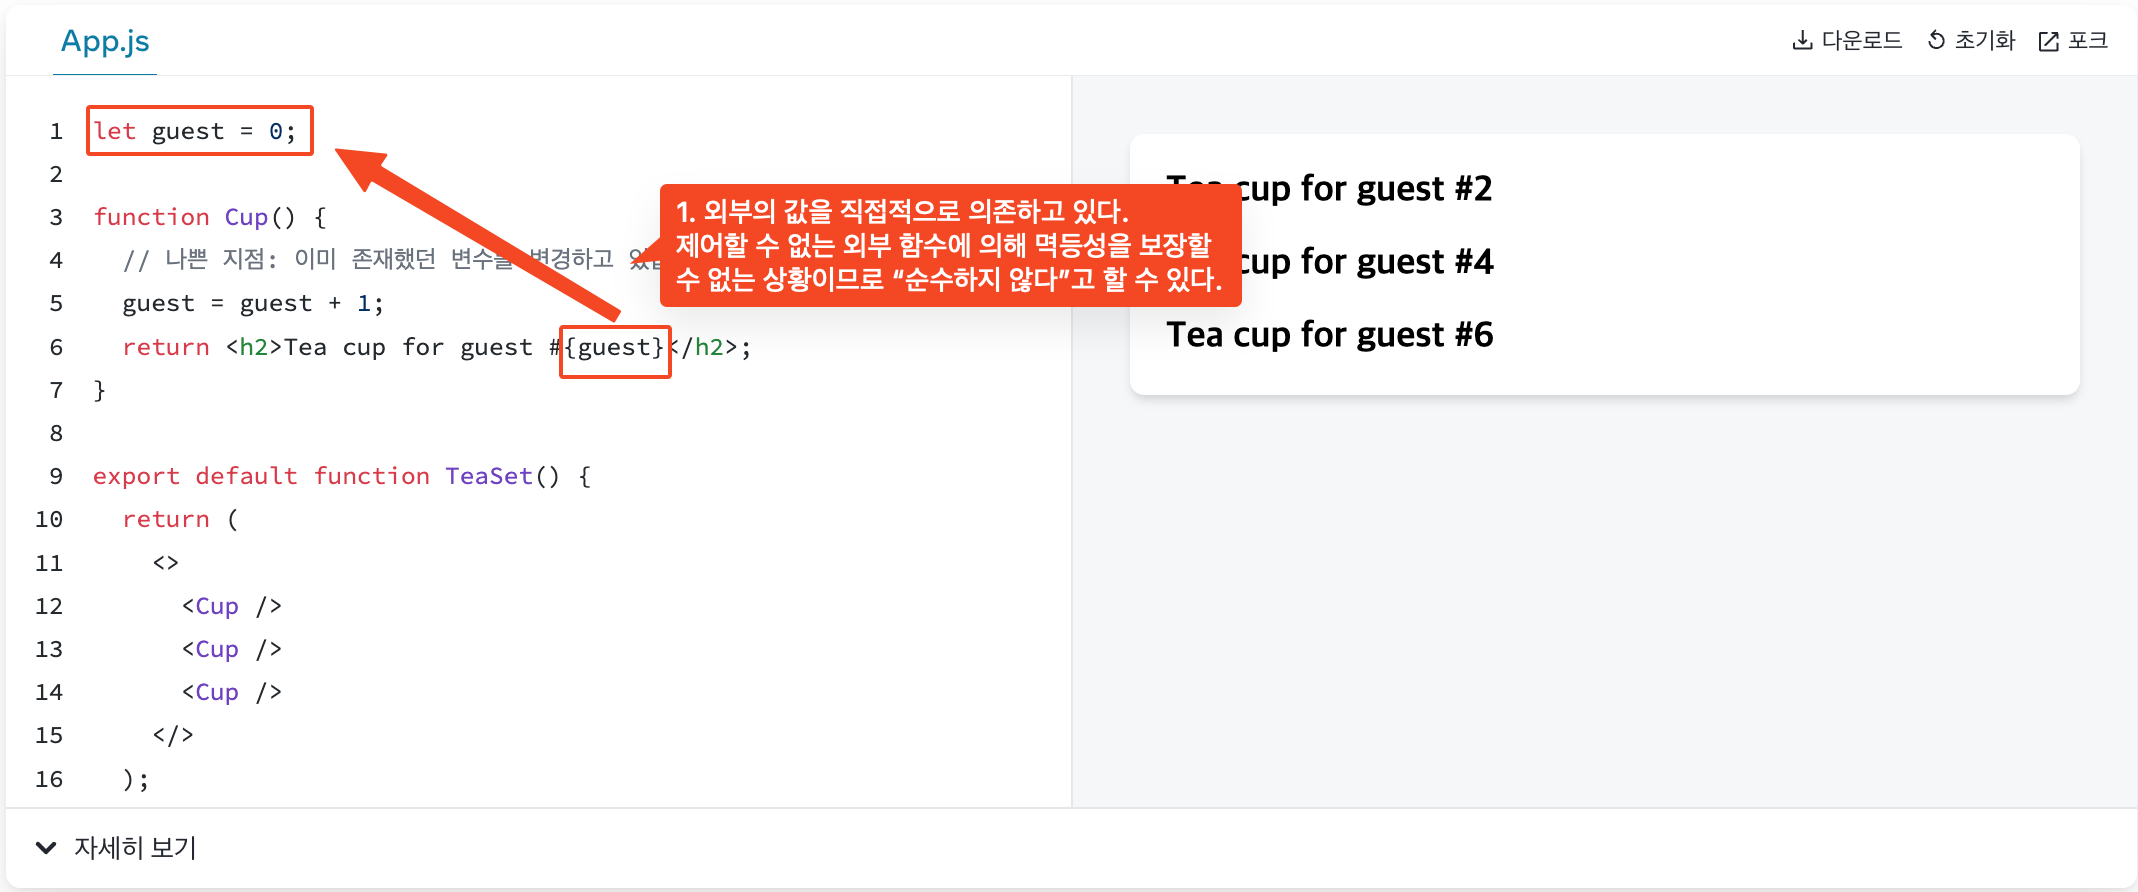 App.js
다운로드 초기화 포크
1 let guest = 0;
2
3 function Cup() {
4 // 나쁜 지점: 이미 존재했던 변수를 변경하고
5 guest = guest + 1;
6 return <h2>Tea cup for guest #{guest}</h2>;
7 }
8
9 export default function TeaSet() {
10 return (
11 <>
12 <Cup />
13 <Cup />
14 <Cup />
15 </>
16 );
1. 외부의 값을 직접적으로 의존하고 있다.
제어할 수 없는 외부 함수에 의해 멱등성을 보장할
수 없는 상황이므로 “순수하지 않다”고 할 수 있다.
Tea cup for guest #2
cup for guest #4
Tea cup for guest #6
자세히 보기